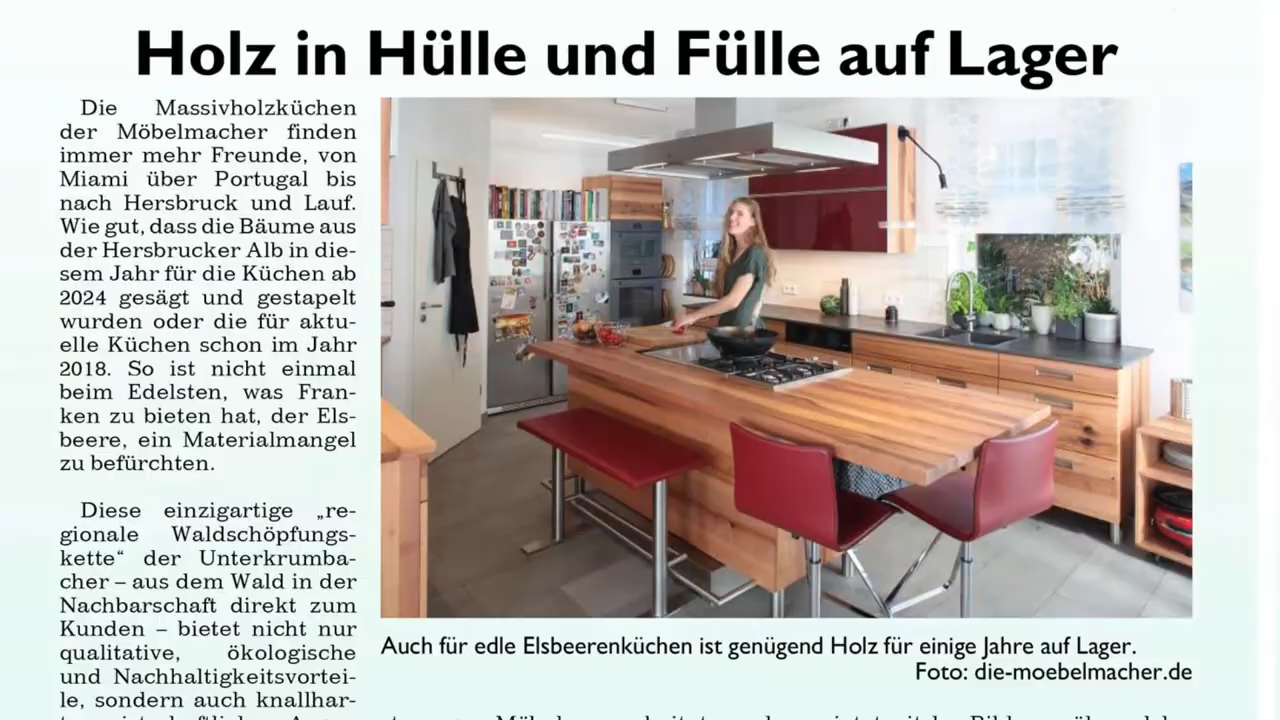 Holz in Hülle und Fülle auf Lager
Die Massivholzküchen
der Möbelmacher finden
immer mehr Freunde, von
Miami über Portugal bis
nach Hersbruck und Lauf.
Wie gut, dass die Bäume aus
der Hersbrucker Alb in die-
sem Jahr für die Küchen ab
2024 gesägt und gestapelt
wurden oder die für aktu-
elle Küchen schon im Jahr
2018. So ist nicht einmal
beim Edelsten, was Fran-
ken zu bieten hat, der Els-
beere, ein Materialmangel
zu befürchten.
Diese einzigartige „re-
gionale Waldschöpfungs-
kette“ der Unterkrumba-
cher – aus dem Wald in der
Nachbarschaft direkt zum
Kunden – bietet nicht nur
qualitative, ökologische
und Nachhaltigkeitsvortei-
le, sondern auch knallhar-
Auch für edle Elsbeerenküchen ist genügend Holz für einige Jahre auf Lager.
Foto: die-moebelmacher.de